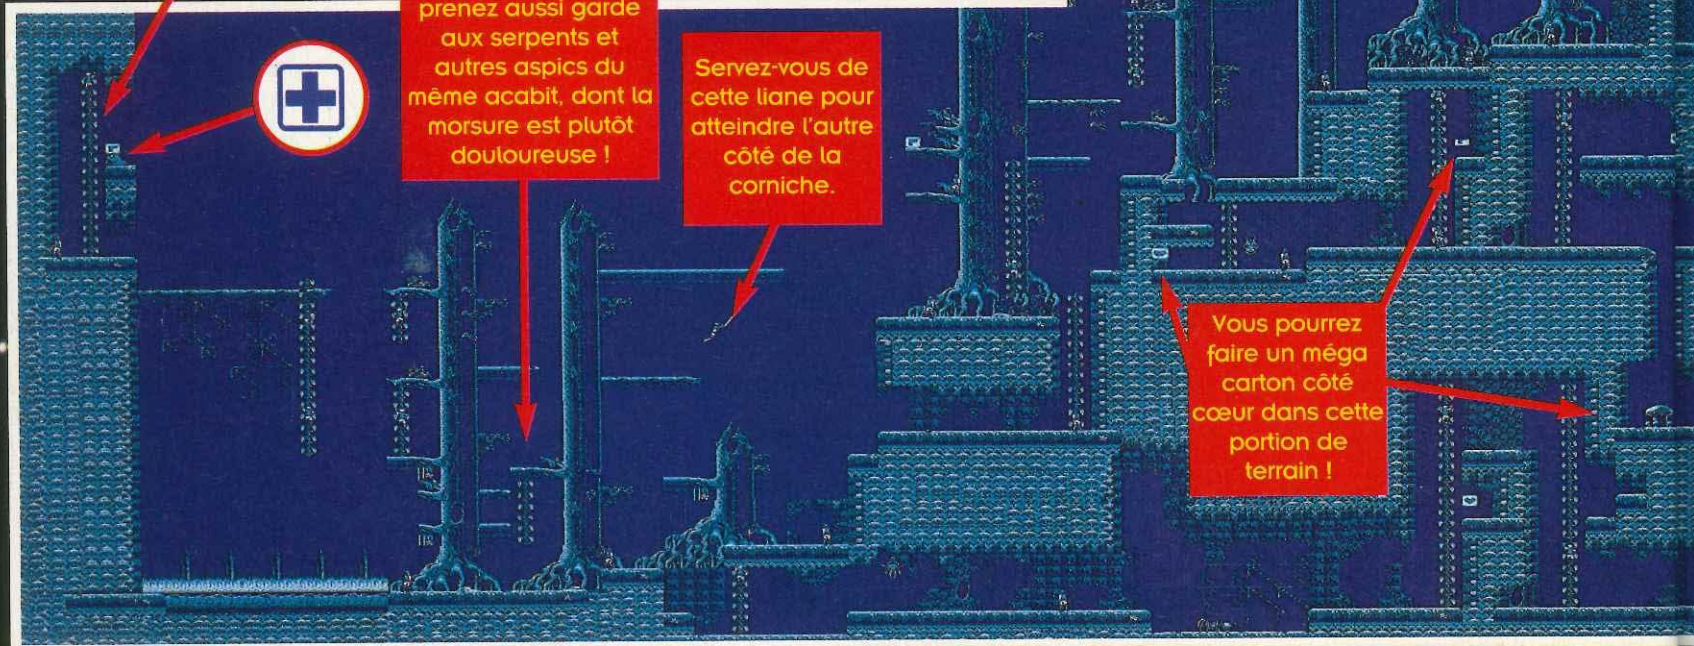 prenez aussi garde
aux serpents et
autres aspics du
même acabit, dont la
morsure est plutôt
douloureuse !
Servez-vous de
cette liane pour
atteindre l'autre
côté de la
corniche.
Vous pourrez
faire un méga
carton côté
cœur dans cette
portion de
terrain !